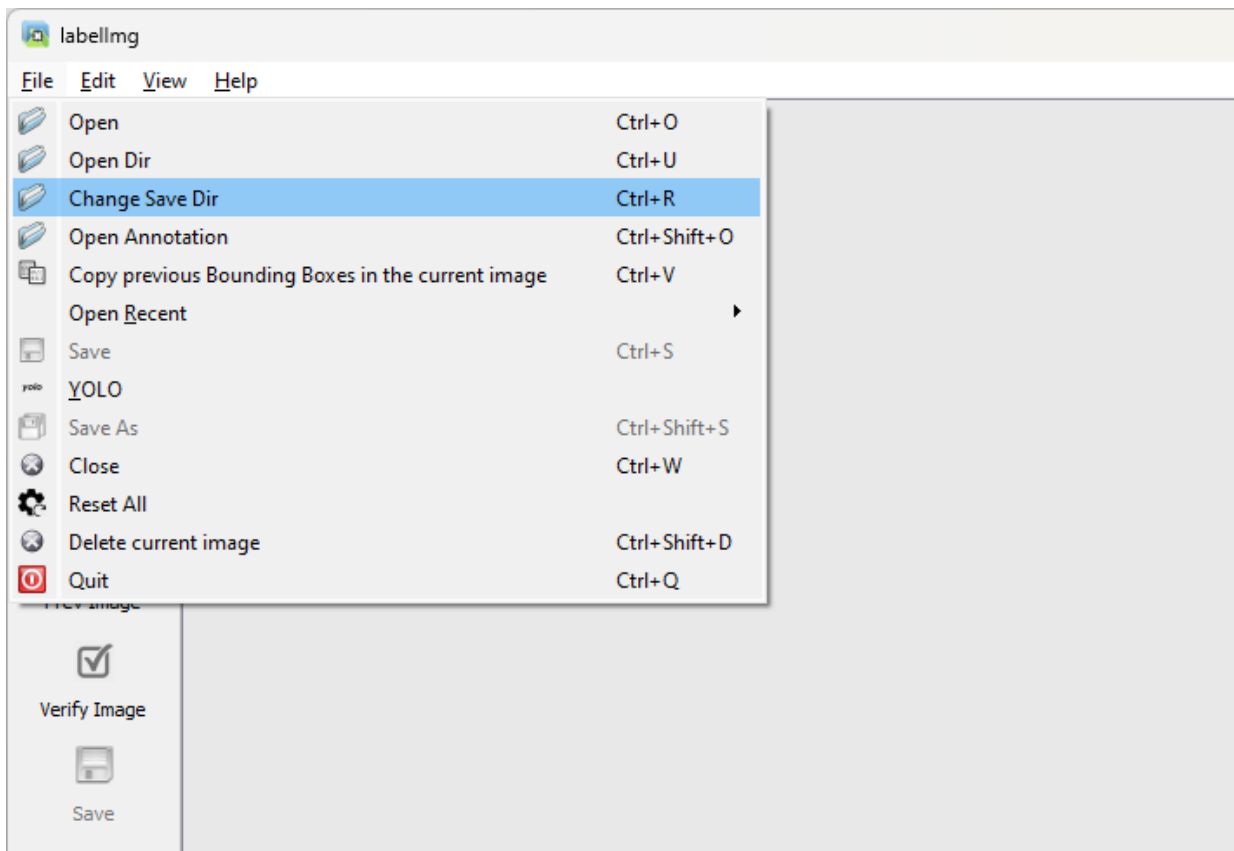 labelImg
File Edit View Help
Open Ctrl+O
Open Dir Ctrl+U
Change Save Dir Ctrl+R
Open Annotation Ctrl+Shift+O
Copy previous Bounding Boxes in the current image Ctrl+V
Open Recent
Save Ctrl+S
yolo YOLO
Save As Ctrl+Shift+S
Close Ctrl+W
Reset All
Delete current image Ctrl+Shift+D
Quit Ctrl+Q
Prev Image
Verify Image
Save